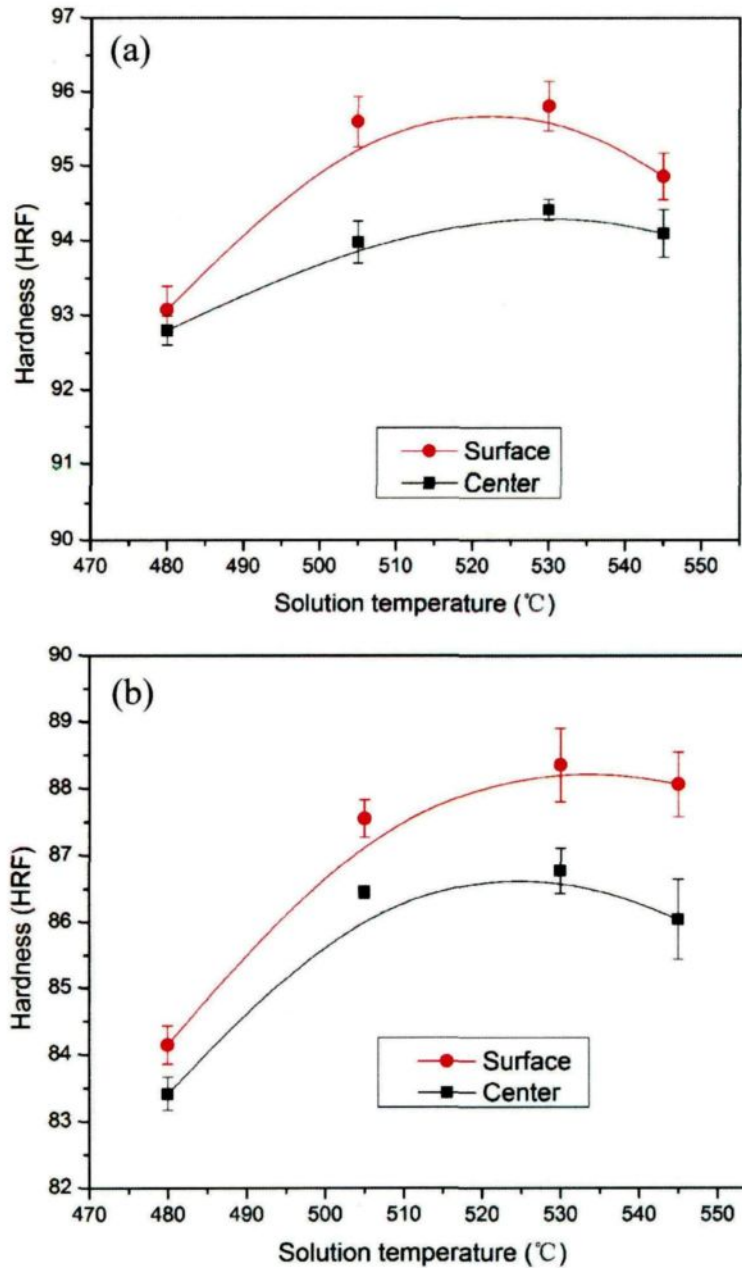 (a)
97
96
95
94
93
92
91
90
Hardness (HRF)
Surface
Center
470 480 490 500 510 520 530 540 550
Solution temperature (℃)
(b)
90
89
88
87
86
85
84
83
82
Hardness (HRF)
Surface
Center
470 480 490 500 510 520 530 540 550
Solution temperature (℃)